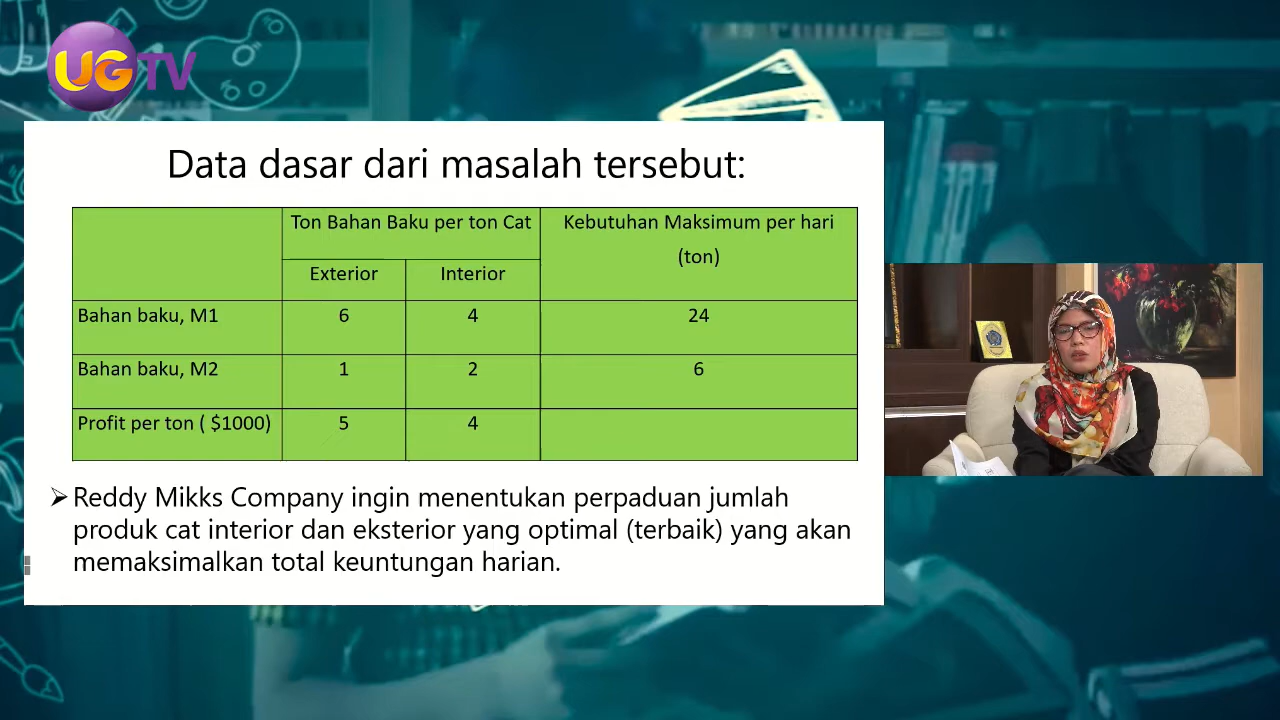 UGTV
Data dasar dari masalah tersebut:
Ton Bahan Baku per ton Cat
Kebutuhan Maksimum per hari
(ton)
Exterior
Interior
Bahan baku, M1
6
4
24
Bahan baku, M2
1
2
6
Profit per ton ( $1000)
5
4
➢Reddy Mikks Company ingin menentukan perpaduan jumlah
produk cat interior dan eksterior yang optimal (terbaik) yang akan
memaksimalkan total keuntungan harian.